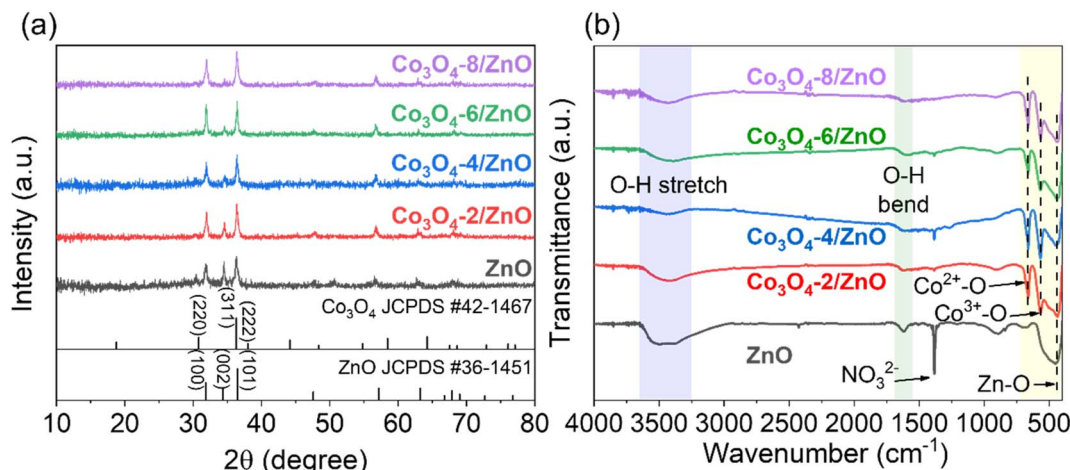 (a)
Intensity (a.u.)
Co₃O₄-8/ZnO
Co₃O₄-6/ZnO
Co₃O₄-4/ZnO
Co₃O₄-2/ZnO
ZnO
Co₃O₄ JCPDS #42-1467
(220)
(311)
(222)
ZnO JCPDS #36-1451
(100)
(002)
(101)
10 20 30 40 50 60 70 80
2θ (degree)
(b)
Transmittance (a.u.)
Co₃O₄-8/ZnO
Co₃O₄-6/ZnO
O-H stretch
O-H
bend
Co₃O₄-4/ZnO
Co₃O₄-2/ZnO
Co²⁺-O
Co³⁺-O
ZnO
NO₃²⁻
Zn-O
4000 3500 3000 2500 2000 1500 1000 500
Wavenumber (cm⁻¹)